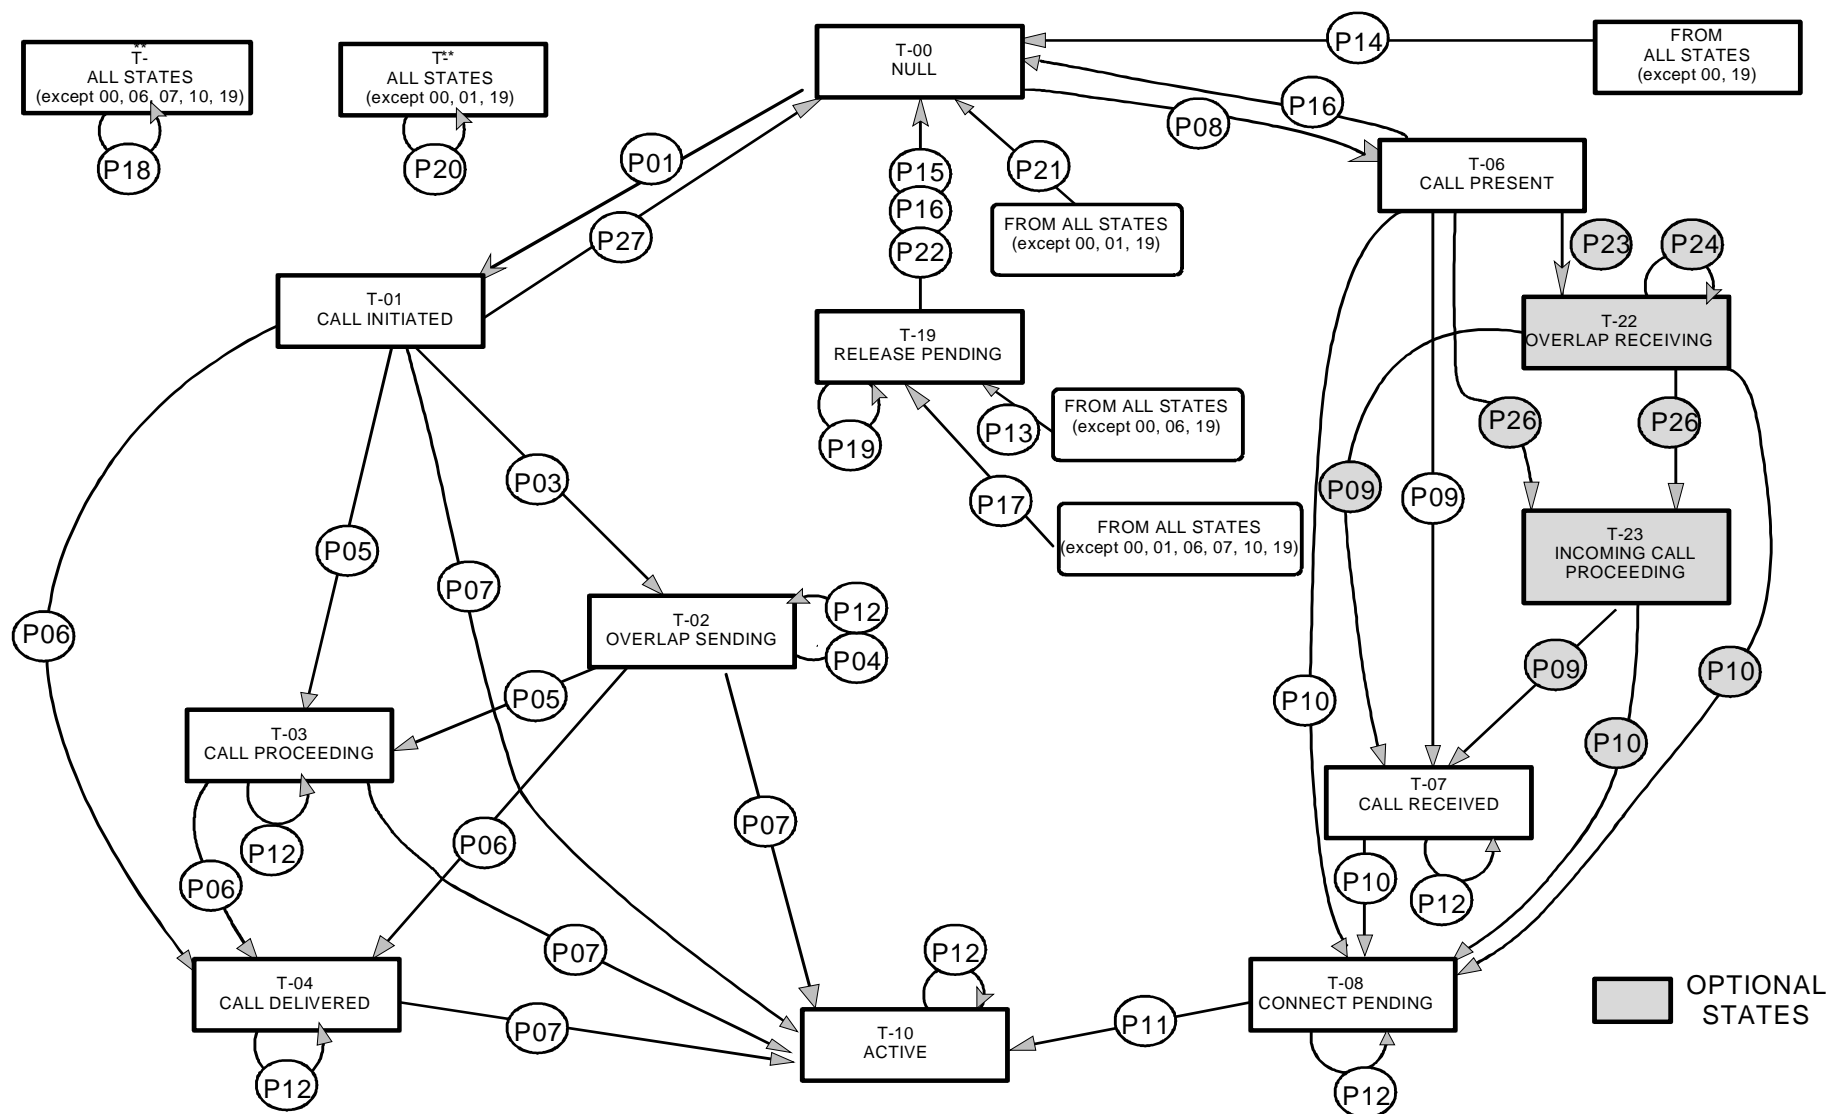 **
T-
ALL STATES
(except 00, 06, 07, 10, 19)
P18
T-**
ALL STATES
(except 00, 01, 19)
P20
T-00
NULL
P14
FROM
ALL STATES
(except 00, 19)
P16
P08
P01
P27
P15
P16
P22
P21
FROM ALL STATES
(except 00, 01, 19)
T-06
CALL PRESENT
P23
P24
T-01
CALL INITIATED
T-19
RELEASE PENDING
T-22
OVERLAP RECEIVING
P19
P13
FROM ALL STATES
(except 00, 06, 19)
P26
P26
P03
P17
P09
P09
FROM ALL STATES
(except 00, 01, 06, 07, 10, 19)
T-23
INCOMING CALL
PROCEEDING
P05
P07
P06
T-02
OVERLAP SENDING
P12
P04
P05
P10
P09
P10
P10
T-03
CALL PROCEEDING
T-07
CALL RECEIVED
P12
P06
P07
P06
P10
P12
P07
P12
T-04
CALL DELIVERED
P07
T-10
ACTIVE
P11
T-08
CONNECT PENDING
P12
P12
OPTIONAL
STATES